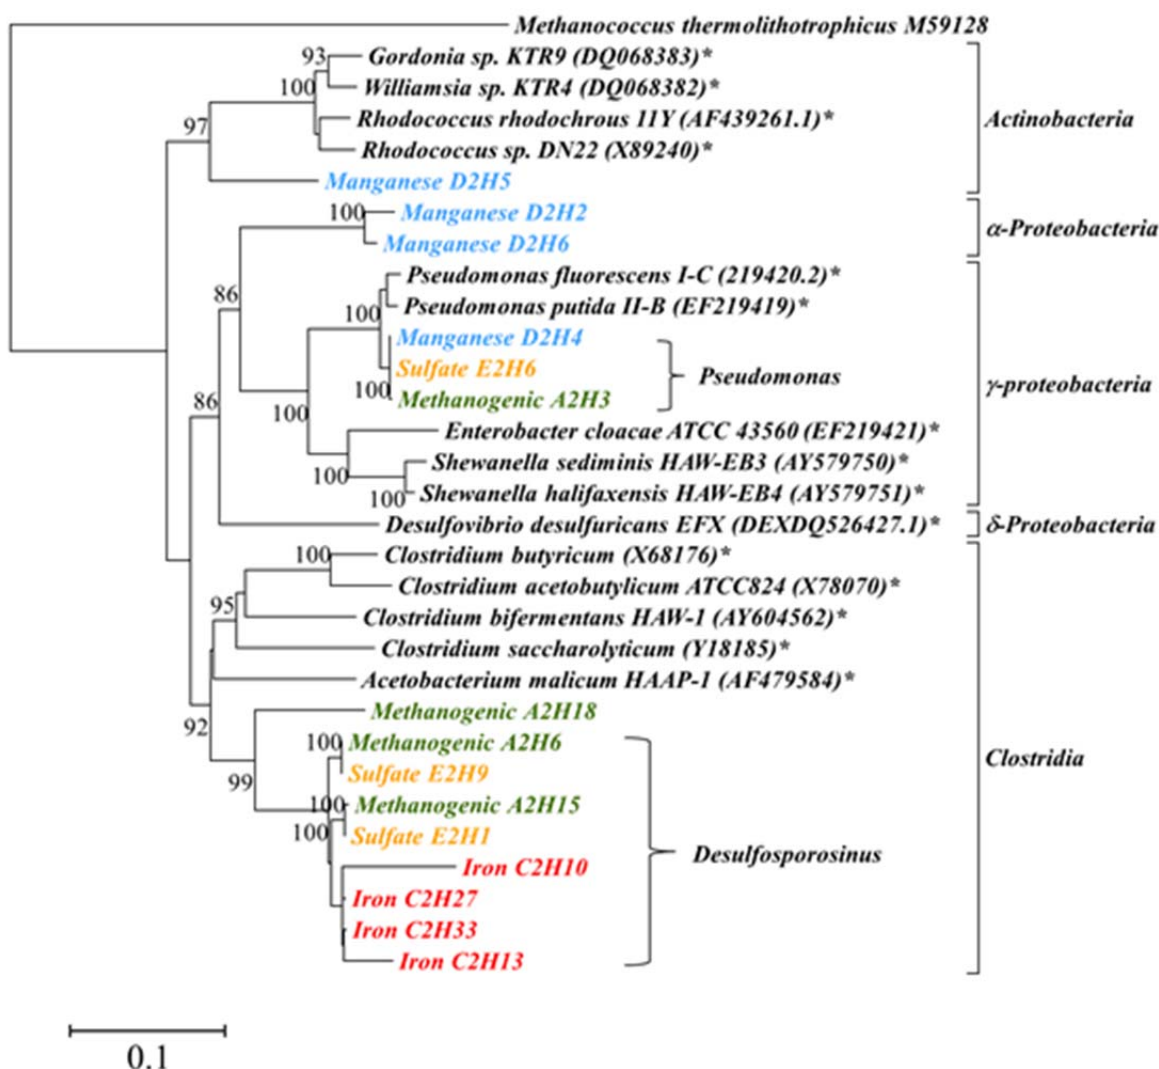 Methanococcus thermolithotrophicus M59128
93
Gordonia sp. KTR9 (DQ068383)*
100
Williamsia sp. KTR4 (DQ068382)*
97
Rhodococcus rhodochrous 11Y (AF439261.1)*
Actinobacteria
Rhodococcus sp. DN22 (X89240)*
Manganese D2H5
100
Manganese D2H2
α-Proteobacteria
Manganese D2H6
Pseudomonas fluorescens I-C (219420.2)*
86
100
Pseudomonas putida II-B (EF219419)*
Manganese D2H4
Sulfate E2H6
Pseudomonas
γ-proteobacteria
100
Methanogenic A2H3
86
100
Enterobacter cloacae ATCC 43560 (EF219421)*
100
Shewanella sediminis HAW-EB3 (AY579750)*
100
Shewanella halifaxensis HAW-EB4 (AY579751)*
Desulfovibrio desulfuricans EFX (DEXDQ526427.1)*
δ-Proteobacteria
100
Clostridium butyricum (X68176)*
Clostridium acetobutylicum ATCC824 (X78070)*
95
Clostridium bifermentans HAW-1 (AY604562)*
Clostridium saccharolyticum (Y18185)*
Acetobacterium malicum HAAP-1 (AF479584)*
92
Methanogenic A2H18
100
Methanogenic A2H6
Clostridia
99
Sulfate E2H9
100
Methanogenic A2H15
100
Sulfate E2H1
Desulfosporosinus
Iron C2H10
Iron C2H27
Iron C2H33
Iron C2H13
0.1